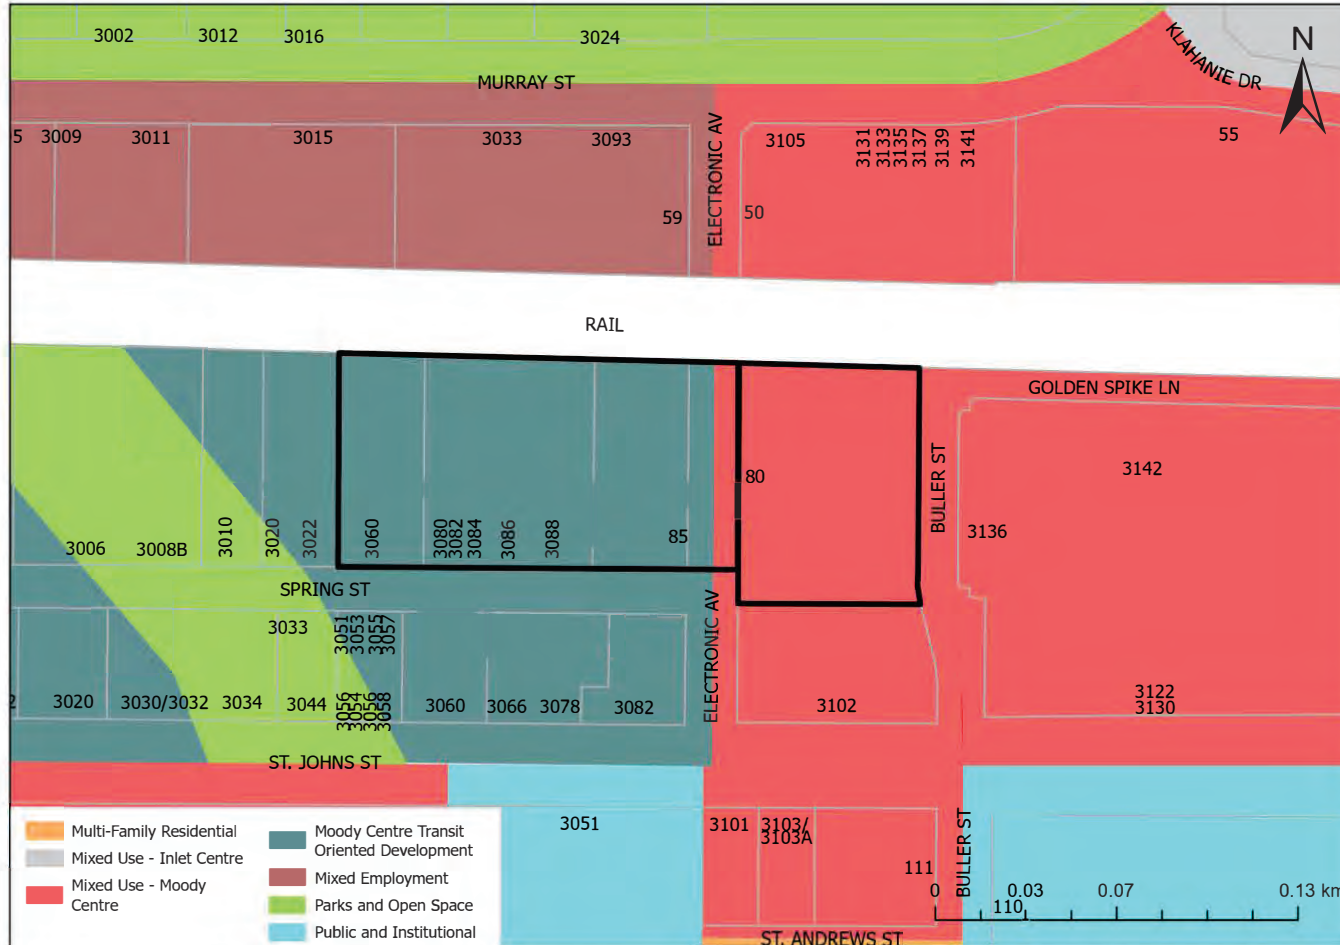 3002 3012 3016 3024
KLAHANIE DR
N
MURRAY ST
3009 3011 3015 3033 3093
ELECTRONIC AV
3105
3131
3133
3135
3137
3139
3141
55
59
50
RAIL
GOLDEN SPIKE LN
80
BULLER ST
3142
3136
3006
3008B
3010
3020
3022
3060
3080
3082
3084
3086
3088
85
SPRING ST
3033
3051
3053
3055
3057
ELECTRONIC AV
3020
3030/3032
3034
3044
3056
3054
3056
3058
3060
3066
3078
3082
3102
3122
3130
ST. JOHNS ST
3051
3101
3103/
3103A
111
BULLER ST
110
ST. ANDREWS ST
Multi-Family Residential
Mixed Use - Inlet Centre
Mixed Use - Moody
Centre
Moody Centre Transit
Oriented Development
Mixed Employment
Parks and Open Space
Public and Institutional
0 0.03 0.07 0.13 km